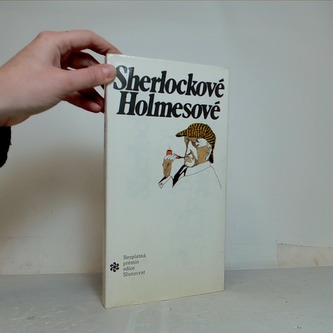 Sherlockové
Holmesové
Bezplatná
prémie
edice
Slunovrat